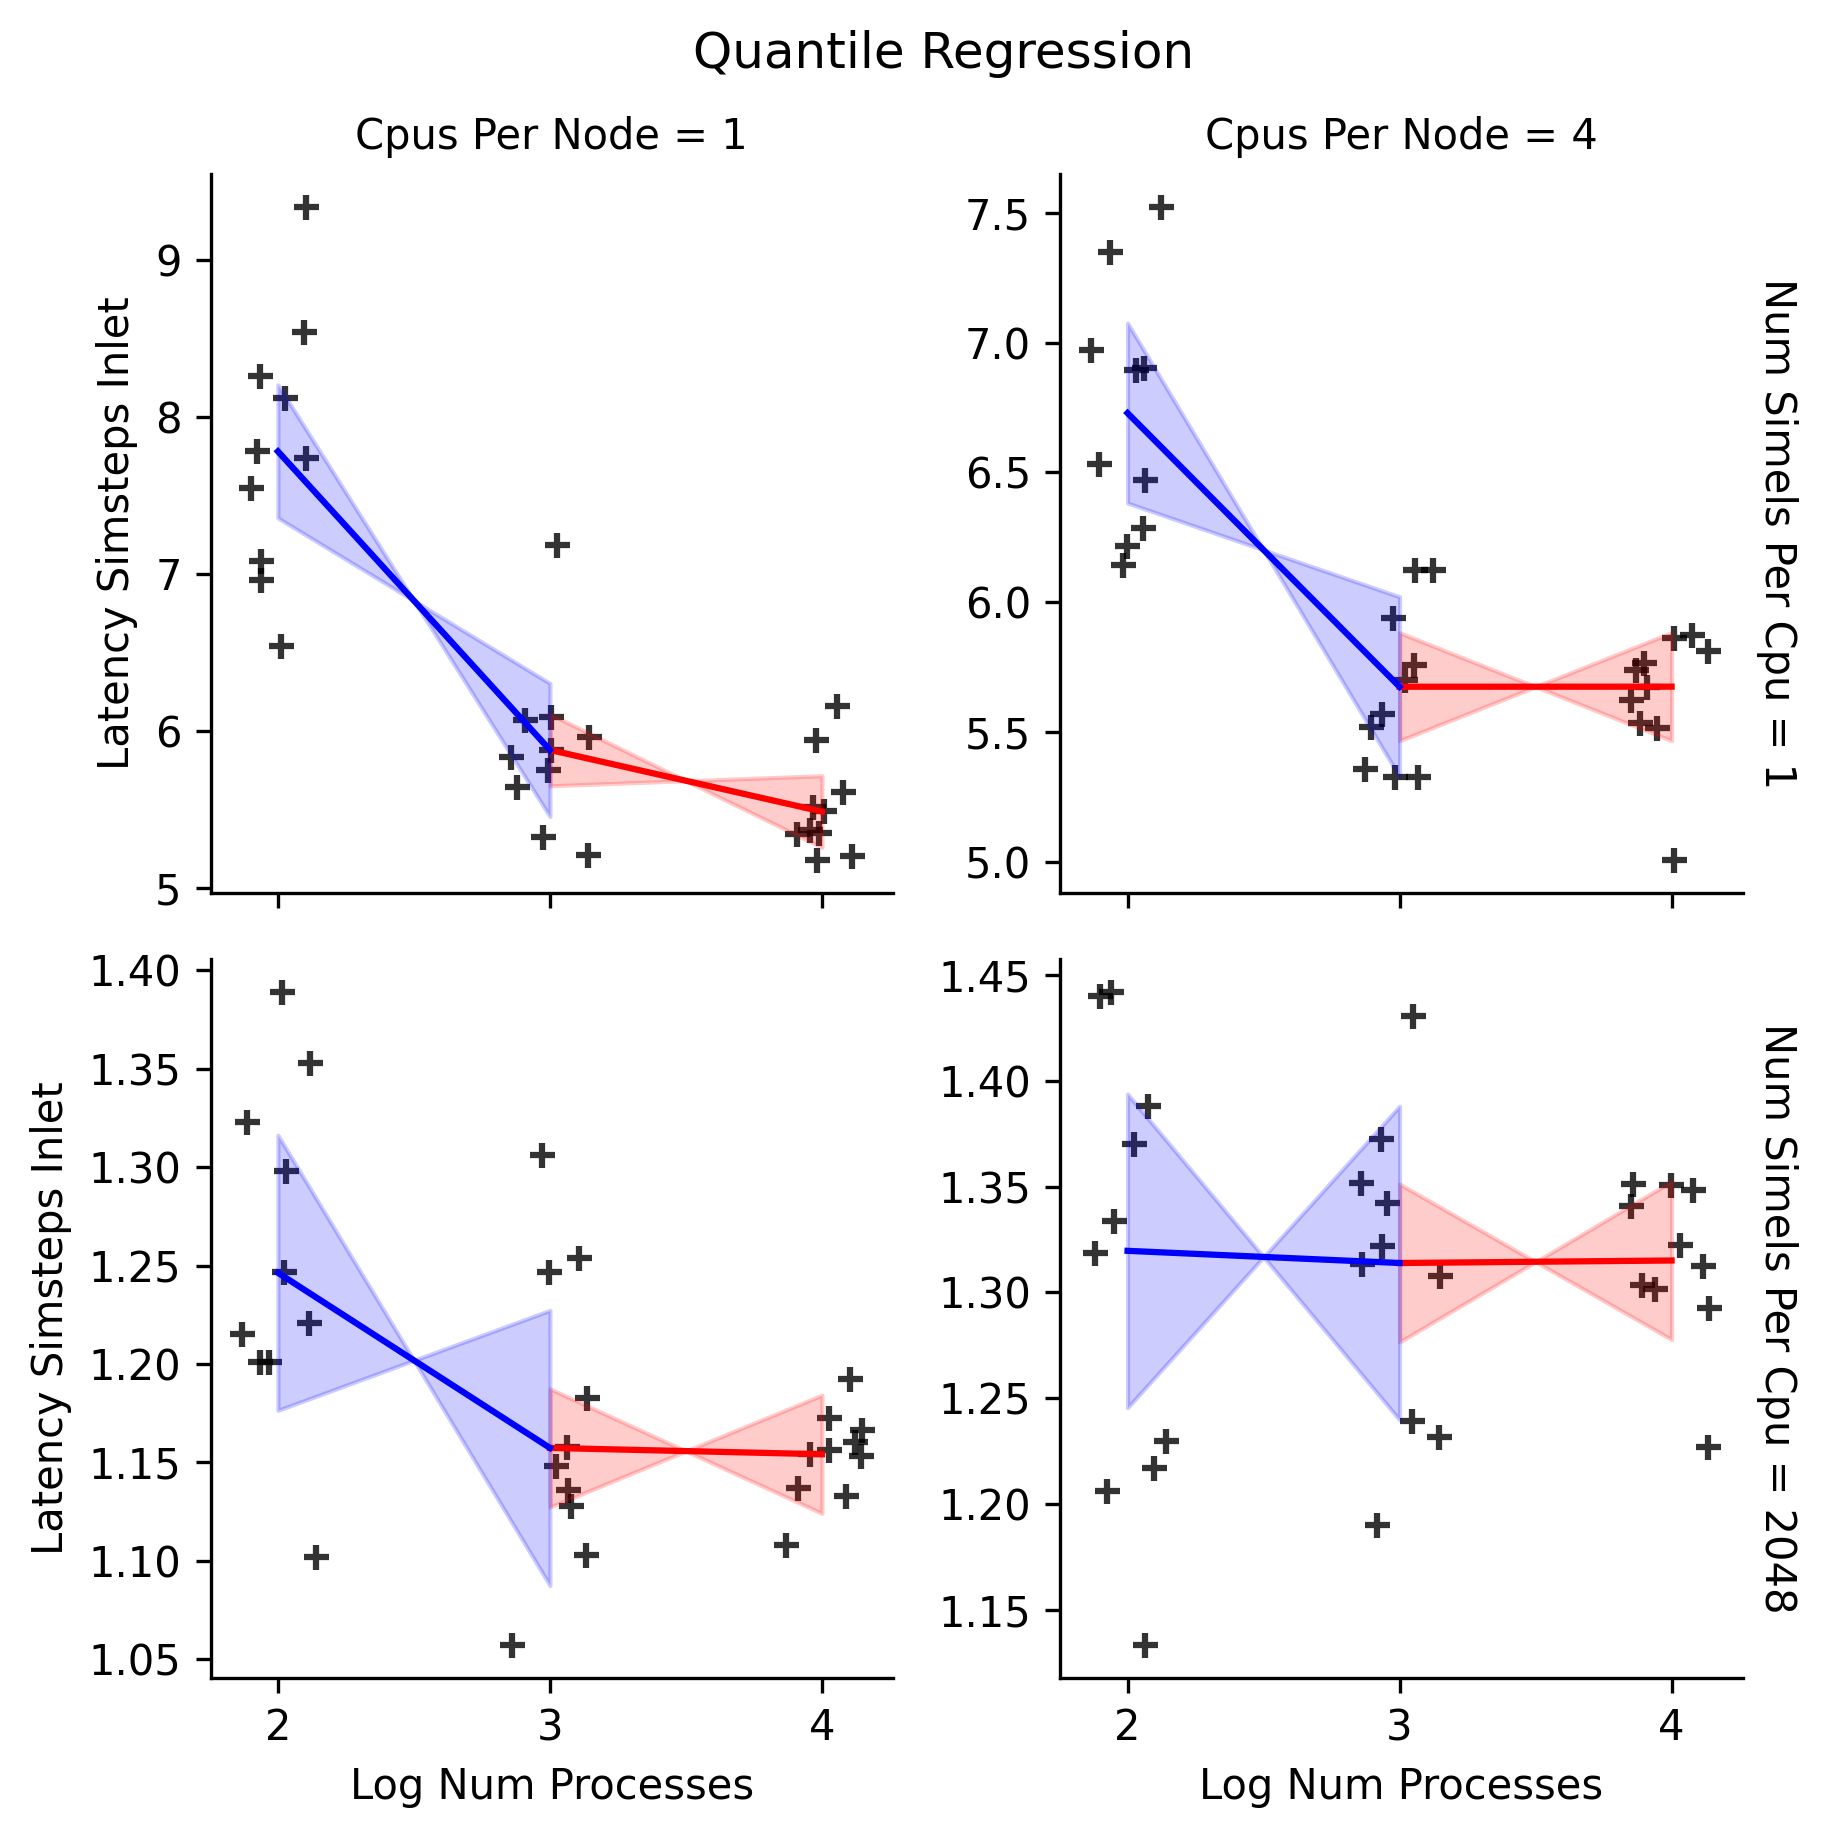 Quantile Regression
Cpus Per Node = 1
Cpus Per Node = 4
Latency Simsteps Inlet
9
8
7
6
5
7.5
7.0
6.5
6.0
5.5
5.0
Num Simels Per Cpu = 1
Latency Simsteps Inlet
1.40
1.35
1.30
1.25
1.20
1.15
1.10
1.05
1.45
1.40
1.35
1.30
1.25
1.20
1.15
Num Simels Per Cpu = 2048
2 3 4
2 3 4
Log Num Processes
Log Num Processes